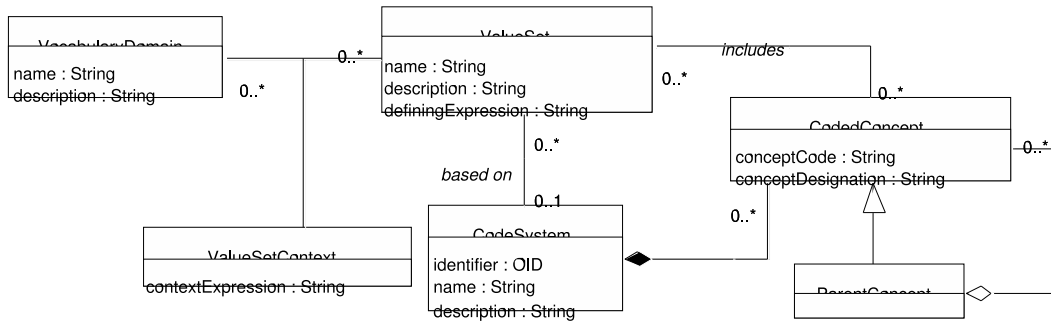 VocabularyDomain
name : String
description : String
0..*
0..*
ValueSet
name : String
description : String
definingExpression : String
includes
0..*
0..*
CodedConcept
conceptCode : String
conceptDesignation : String
0..*
0..*
based on
0..1
0..*
ValueSetContext
contextExpression : String
CodeSystem
identifier : OID
name : String
description : String
ParentConcept